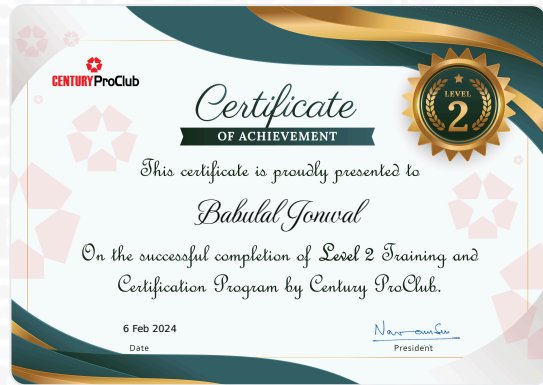 CENTURY ProClub
LEVEL
2
Certificate
OF ACHIEVEMENT
This certificate is proudly presented to
Babulal Jonwal
On the successful completion of Level 2 Training and
Certification Program by Century ProClub.
6 Feb 2024
Date
President